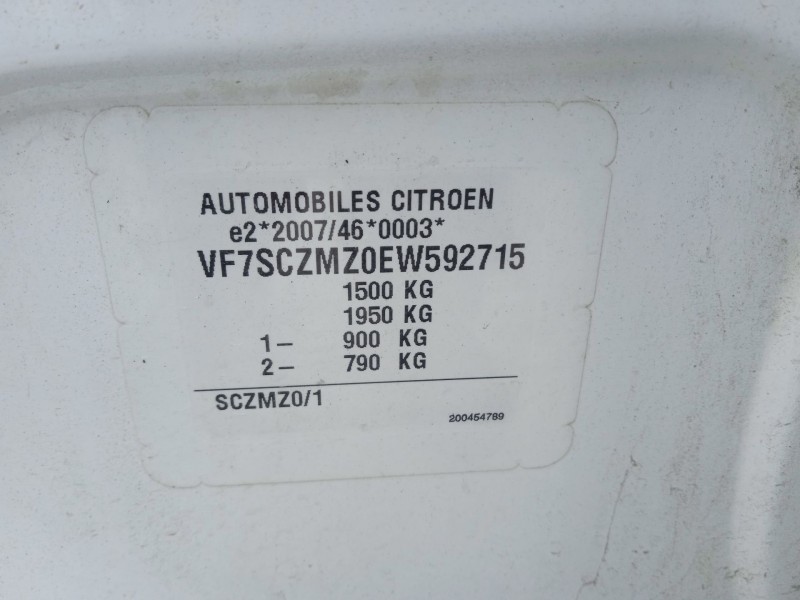 AUTOMOBILES CITROEN
e2*2007/46*0003*
VF7SCZMZ0EW592715
1500 KG
1950 KG
1- 900 KG
2- 790 KG
SCZMZ0/1
200454789